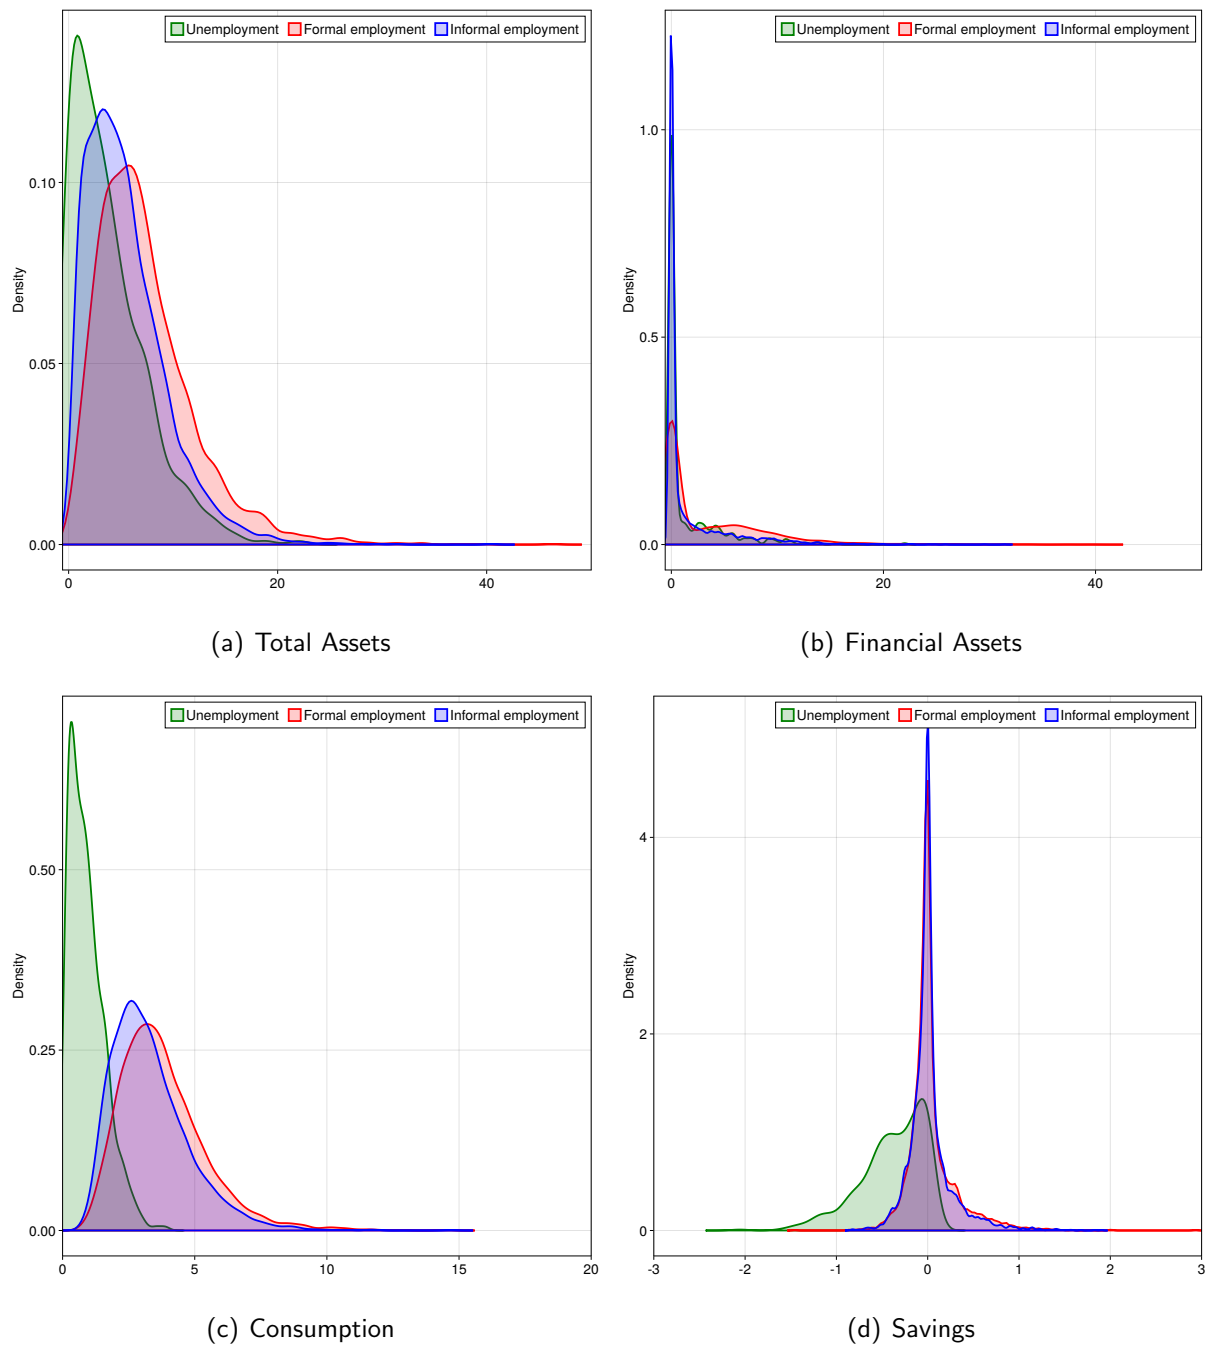 Unemployment Formal employment Informal employment
Density
0.10
0.05
0.00
0 20 40
(a) Total Assets
Unemployment Formal employment Informal employment
Density
1.0
0.5
0.0
0 20 40
(b) Financial Assets
Unemployment Formal employment Informal employment
Density
0.50
0.25
0.00
0 5 10 15 20
(c) Consumption
Unemployment Formal employment Informal employment
Density
4
2
0
-3 -2 -1 0 1 2 3
(d) Savings